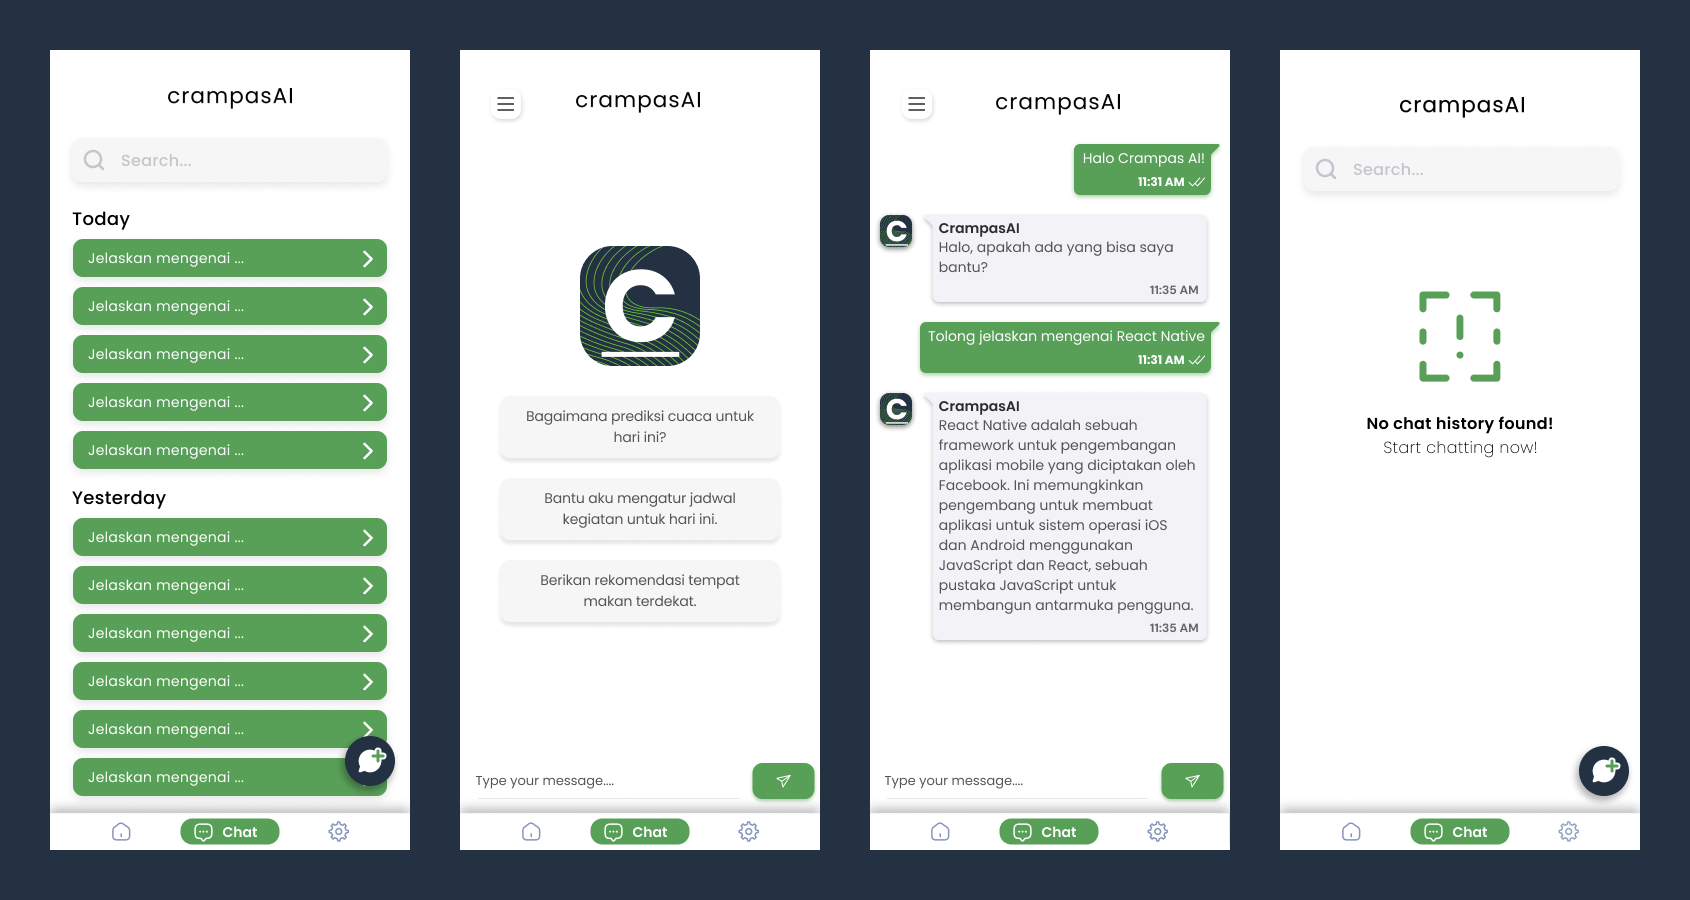 crampasAI
Search...
Today
Jelaskan mengenai ...
Jelaskan mengenai ...
Jelaskan mengenai ...
Jelaskan mengenai ...
Jelaskan mengenai ...
Yesterday
Jelaskan mengenai ...
Jelaskan mengenai ...
Jelaskan mengenai ...
Jelaskan mengenai ...
Jelaskan mengenai ...
Jelaskan mengenai ...
Chat
crampasAI
C
Bagaimana prediksi cuaca untuk
hari ini?
Bantu aku mengatur jadwal
kegiatan untuk hari ini.
Berikan rekomendasi tempat
makan terdekat.
Type your message....
Chat
crampasAI
Halo Crampas AI!
11:31 AM
C
CrampasAI
Halo, apakah ada yang bisa saya
bantu?
11:35 AM
Tolong jelaskan mengenai React Native
11:31 AM
C
CrampasAI
React Native adalah sebuah
framework untuk pengembangan
aplikasi mobile yang diciptakan oleh
Facebook. Ini memungkinkan
pengembang untuk membuat
aplikasi untuk sistem operasi iOS
dan Android menggunakan
JavaScript dan React, sebuah
pustaka JavaScript untuk
membangun antarmuka pengguna.
11:35 AM
Type your message....
Chat
crampasAI
Search...
No chat history found!
Start chatting now!
Chat